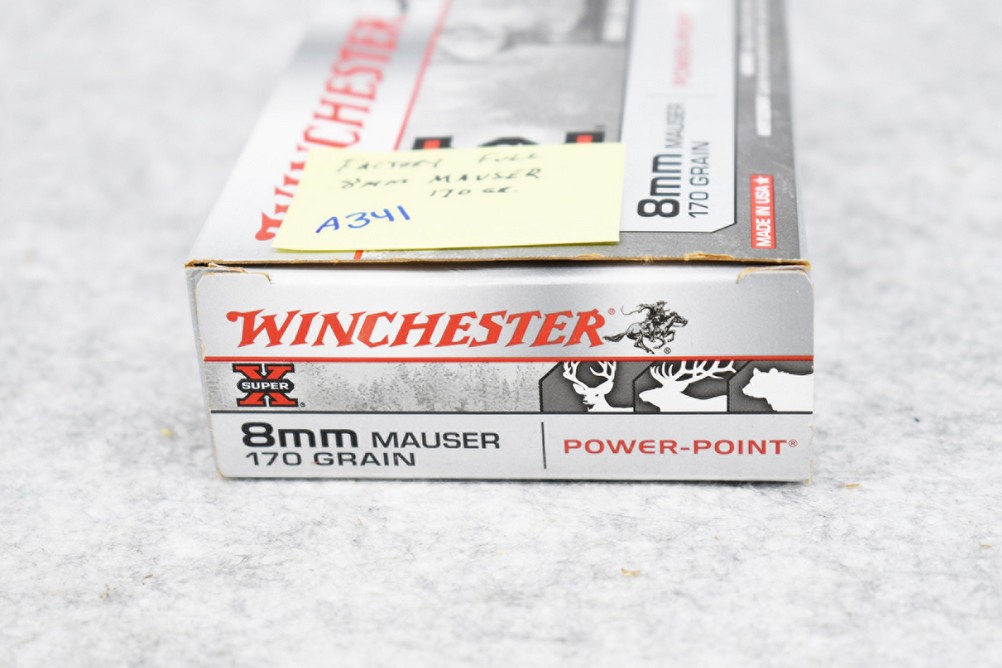 WINCHESTER
POWER-POINT
8mm MAUSER
170 GRAIN
MADE IN USA
FACTORY FULL
8MM MAUSER
170 GR.
A341
WINCHESTER®
SUPER X®
8mm MAUSER
170 GRAIN
POWER-POINT®